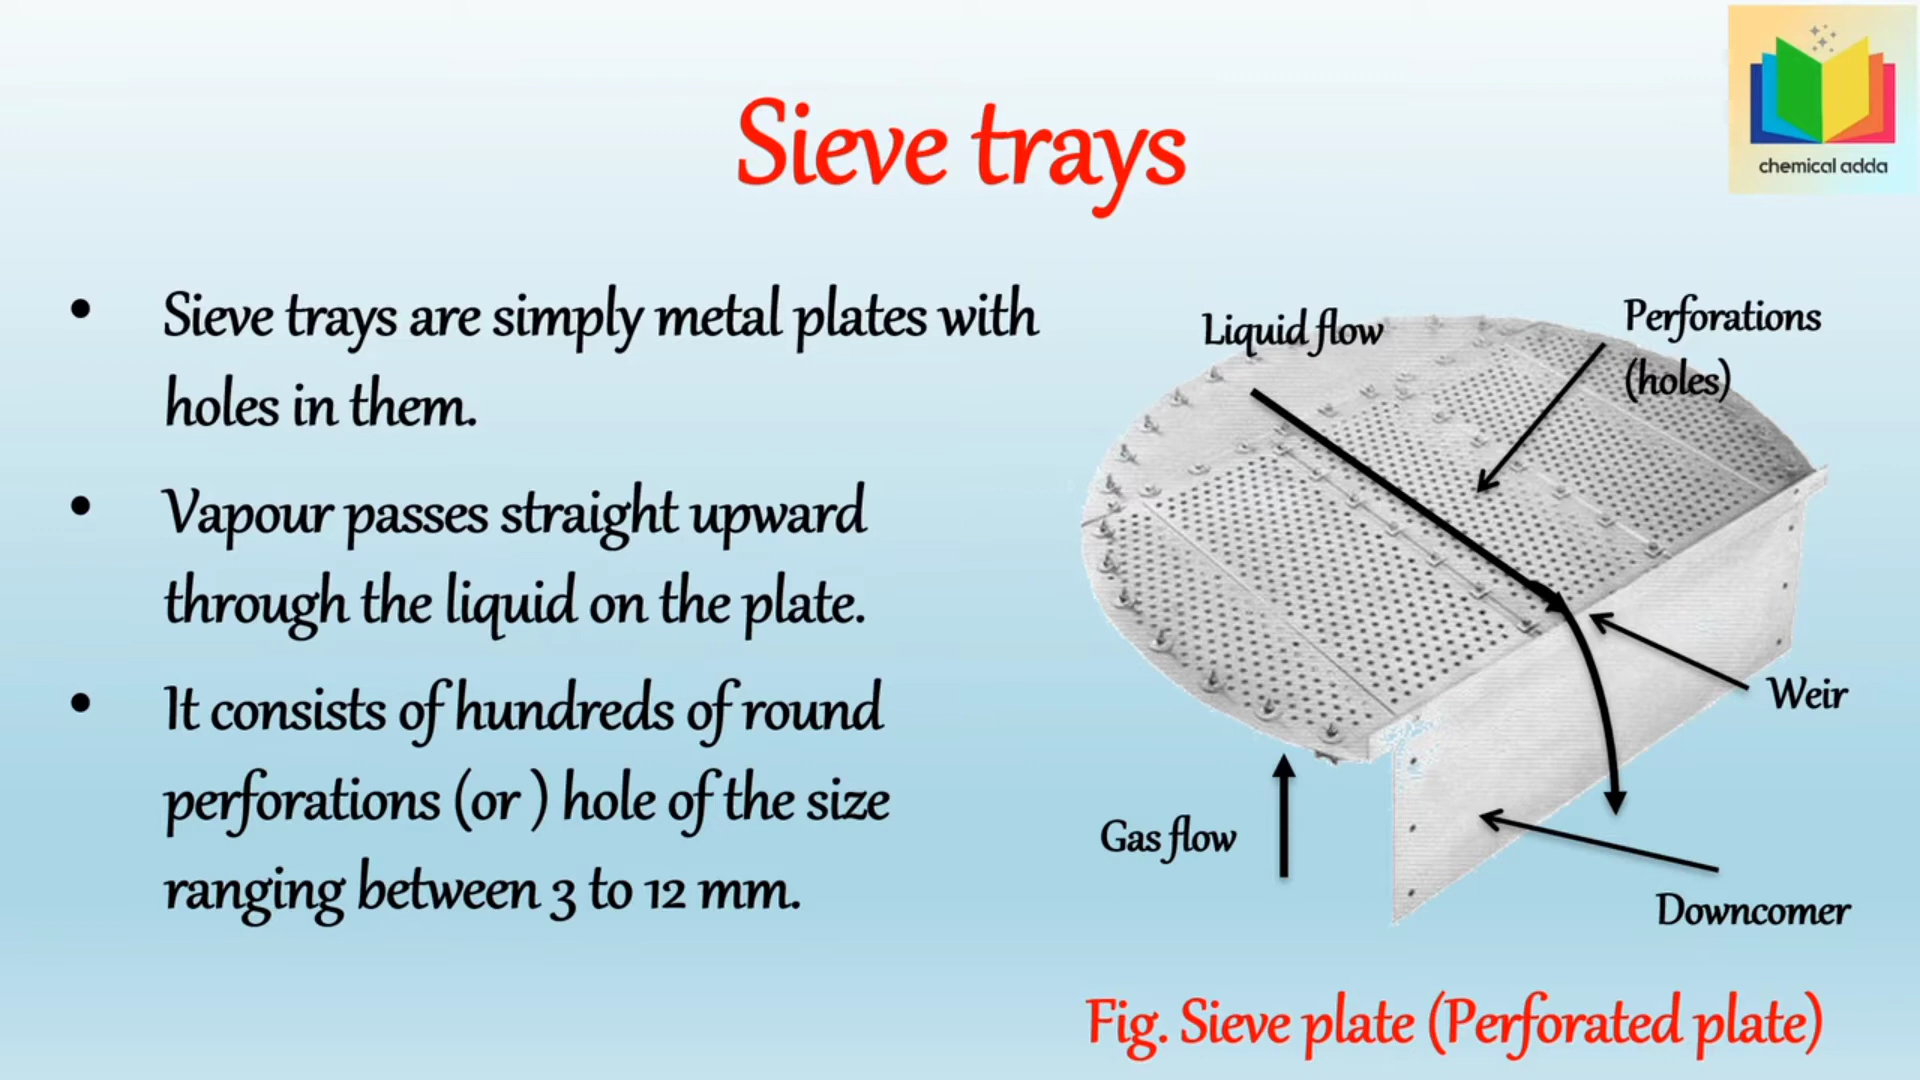 chemical adda
Sieve trays
• Sieve trays are simply metal plates with
holes in them.
• Vapour passes straight upward
through the liquid on the plate.
• It consists of hundreds of round
perforations (or ) hole of the size
ranging between 3 to 12 mm.
Liquid flow
Perforations
(holes)
Weir
Gas flow
Downcomer
Fig. Sieve plate (Perforated plate)